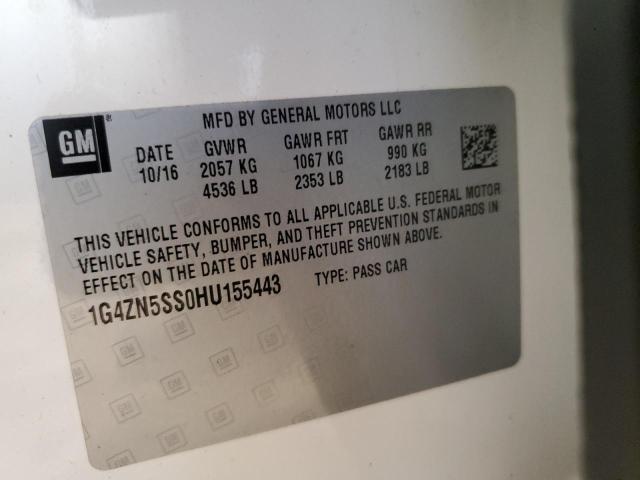 GM ®
MFD BY GENERAL MOTORS LLC
DATE GVWR GAWR FRT GAWR RR
10/16 2057 KG 1067 KG 990 KG
4536 LB 2353 LB 2183 LB
THIS VEHICLE CONFORMS TO ALL APPLICABLE U.S. FEDERAL MOTOR
VEHICLE SAFETY, BUMPER, AND THEFT PREVENTION STANDARDS IN
EFFECT ON THE DATE OF MANUFACTURE SHOWN ABOVE.
1G4ZN5SS0HU155443 TYPE: PASS CAR